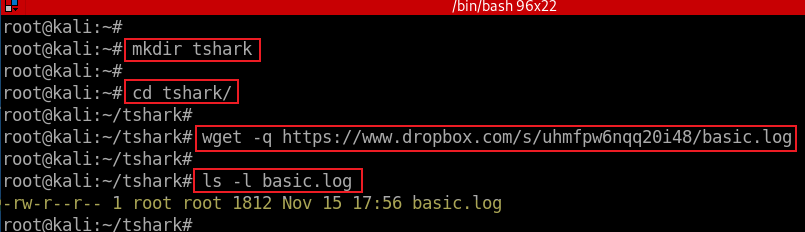 /bin/bash 96x22
root@kali:~#
root@kali:~# mkdir tshark
root@kali:~#
root@kali:~# cd tshark/
root@kali:~/tshark#
root@kali:~/tshark# wget -q https://www.dropbox.com/s/uhmfpw6nqq20i48/basic.log
root@kali:~/tshark#
root@kali:~/tshark# ls -l basic.log
-rw-r--r-- 1 root root 1812 Nov 15 17:56 basic.log
root@kali:~/tshark#